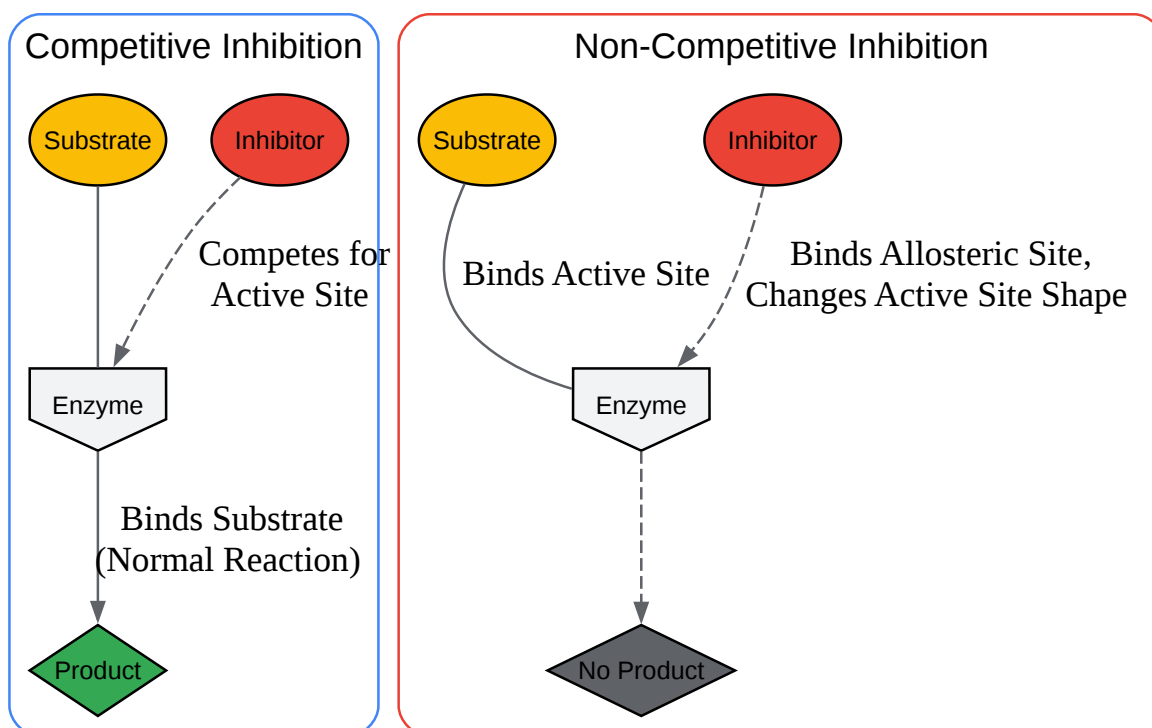 Competitive Inhibition
Substrate
Inhibitor
Competes for
Active Site
Enzyme
Binds Substrate
(Normal Reaction)
Product
Non-Competitive Inhibition
Substrate
Inhibitor
Binds Active Site
Binds Allosteric Site,
Changes Active Site Shape
Enzyme
No Product